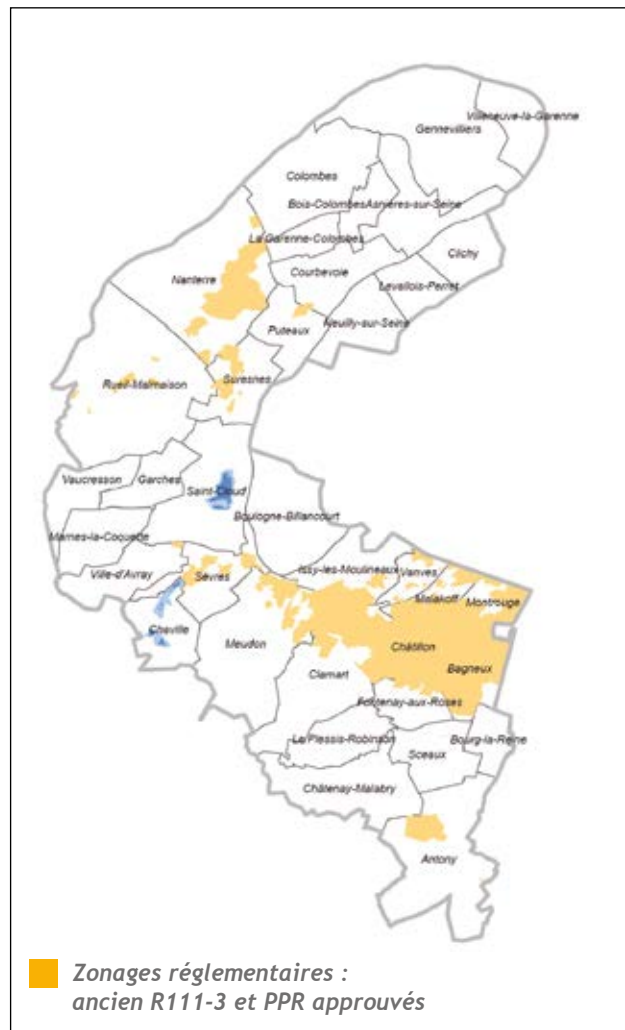 Villeneuve-la-Garenne
Gennevilliers
Colombes
Bois-Colombes
Asnières-sur-Seine
La Garenne-Colombes
Clichy
Courbevoie
Nanterre
Levallois-Perret
Neuilly-sur-Seine
Puteaux
Suresnes
Rueil-Malmaison
Vaucresson
Garches
Saint-Cloud
Boulogne-Billancourt
Marnes-la-Coquette
Issy-les-Moulineaux
Vanves
Ville-d'Avray
Sèvres
Malakoff
Montrouge
Chaville
Meudon
Châtillon
Bagneux
Clamart
Fontenay-aux-Roses
Le Plessis-Robinson
Bourg-la-Reine
Sceaux
Châtenay-Malabry
Antony
Zonages réglementaires :
ancien R111-3 et PPR approuvés